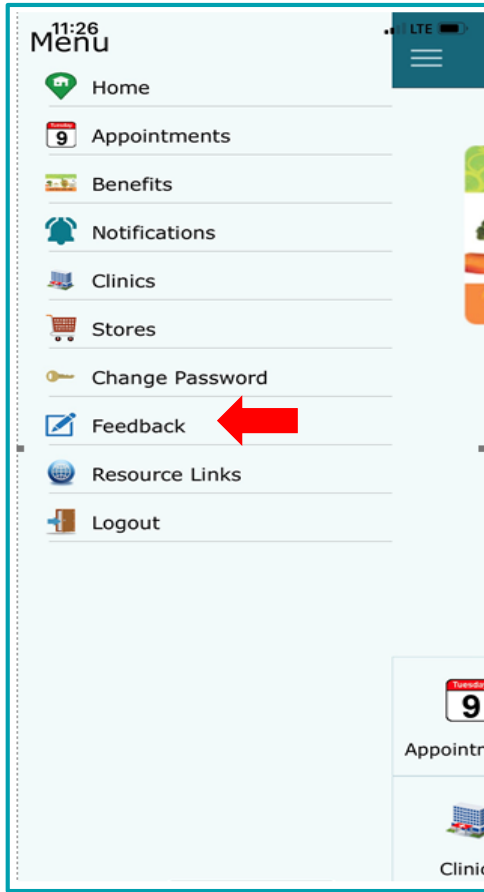 11:26
LTE
Menu
Home
Tuesday
9
Appointments
Benefits
Notifications
Clinics
Stores
Change Password
Feedback
Resource Links
Logout
9
Appointm
Clinic